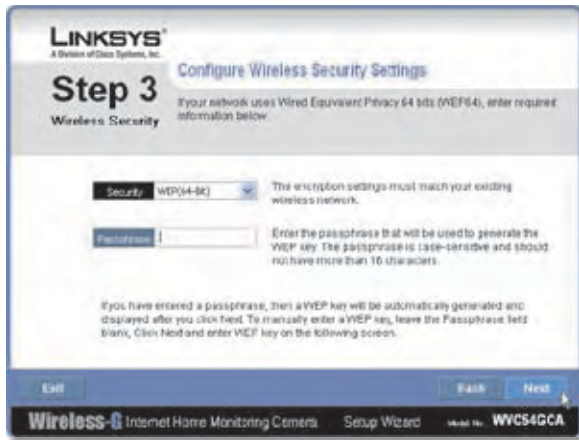 LINKSYS®
A Division of Cisco Systems, Inc.
Step 3
Wireless Security
Configure Wireless Security Settings
If your network uses Wired Equivalent Privacy 64 bits (WEP64), enter required
information below.
Security WEP(64-Bit)
The encryption settings must match your existing
wireless network.
Passphrase
Enter the passphrase that will be used to generate the
WEP key. The passphrase is case-sensitive and should
not have more than 16 characters.
If you have entered a passphrase, then a WEP key will be automatically generated and
displayed after you click Next. To manually enter a WEP key, leave the Passphrase field
blank, Click Next and enter WEP key on the following screen.
Exit Back Next
Wireless-G Internet Home Monitoring Camera Setup Wizard Model No. WVC54GCA